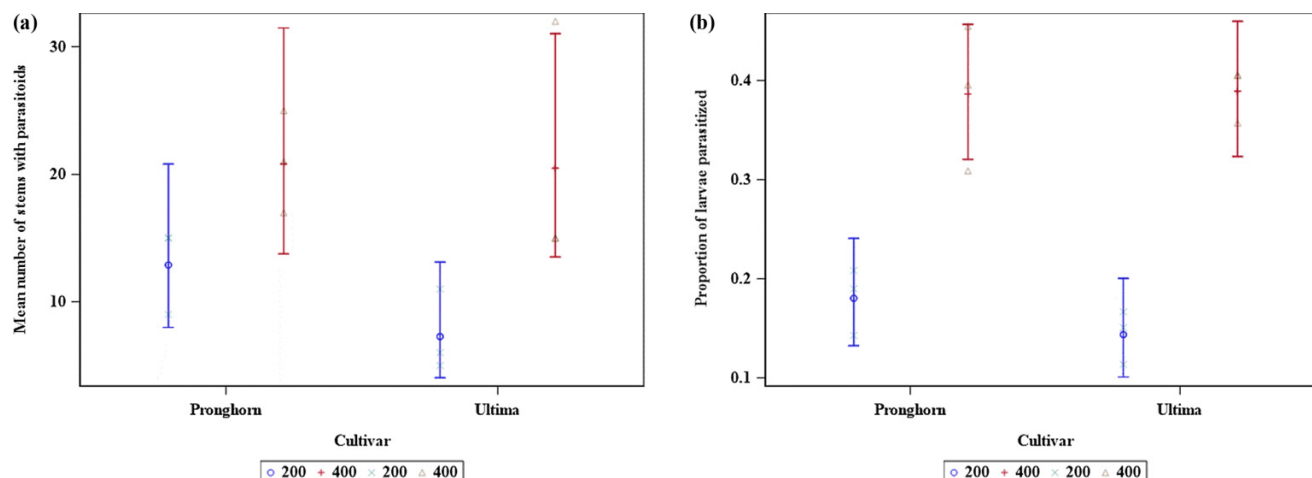 (a)
Mean number of stems with parasitoids
30
20
10
Pronghorn Ultima
Cultivar
200 400 200 400
(b)
Proportion of larvae parasitized
0.4
0.3
0.2
0.1
Pronghorn Ultima
Cultivar
200 400 200 400